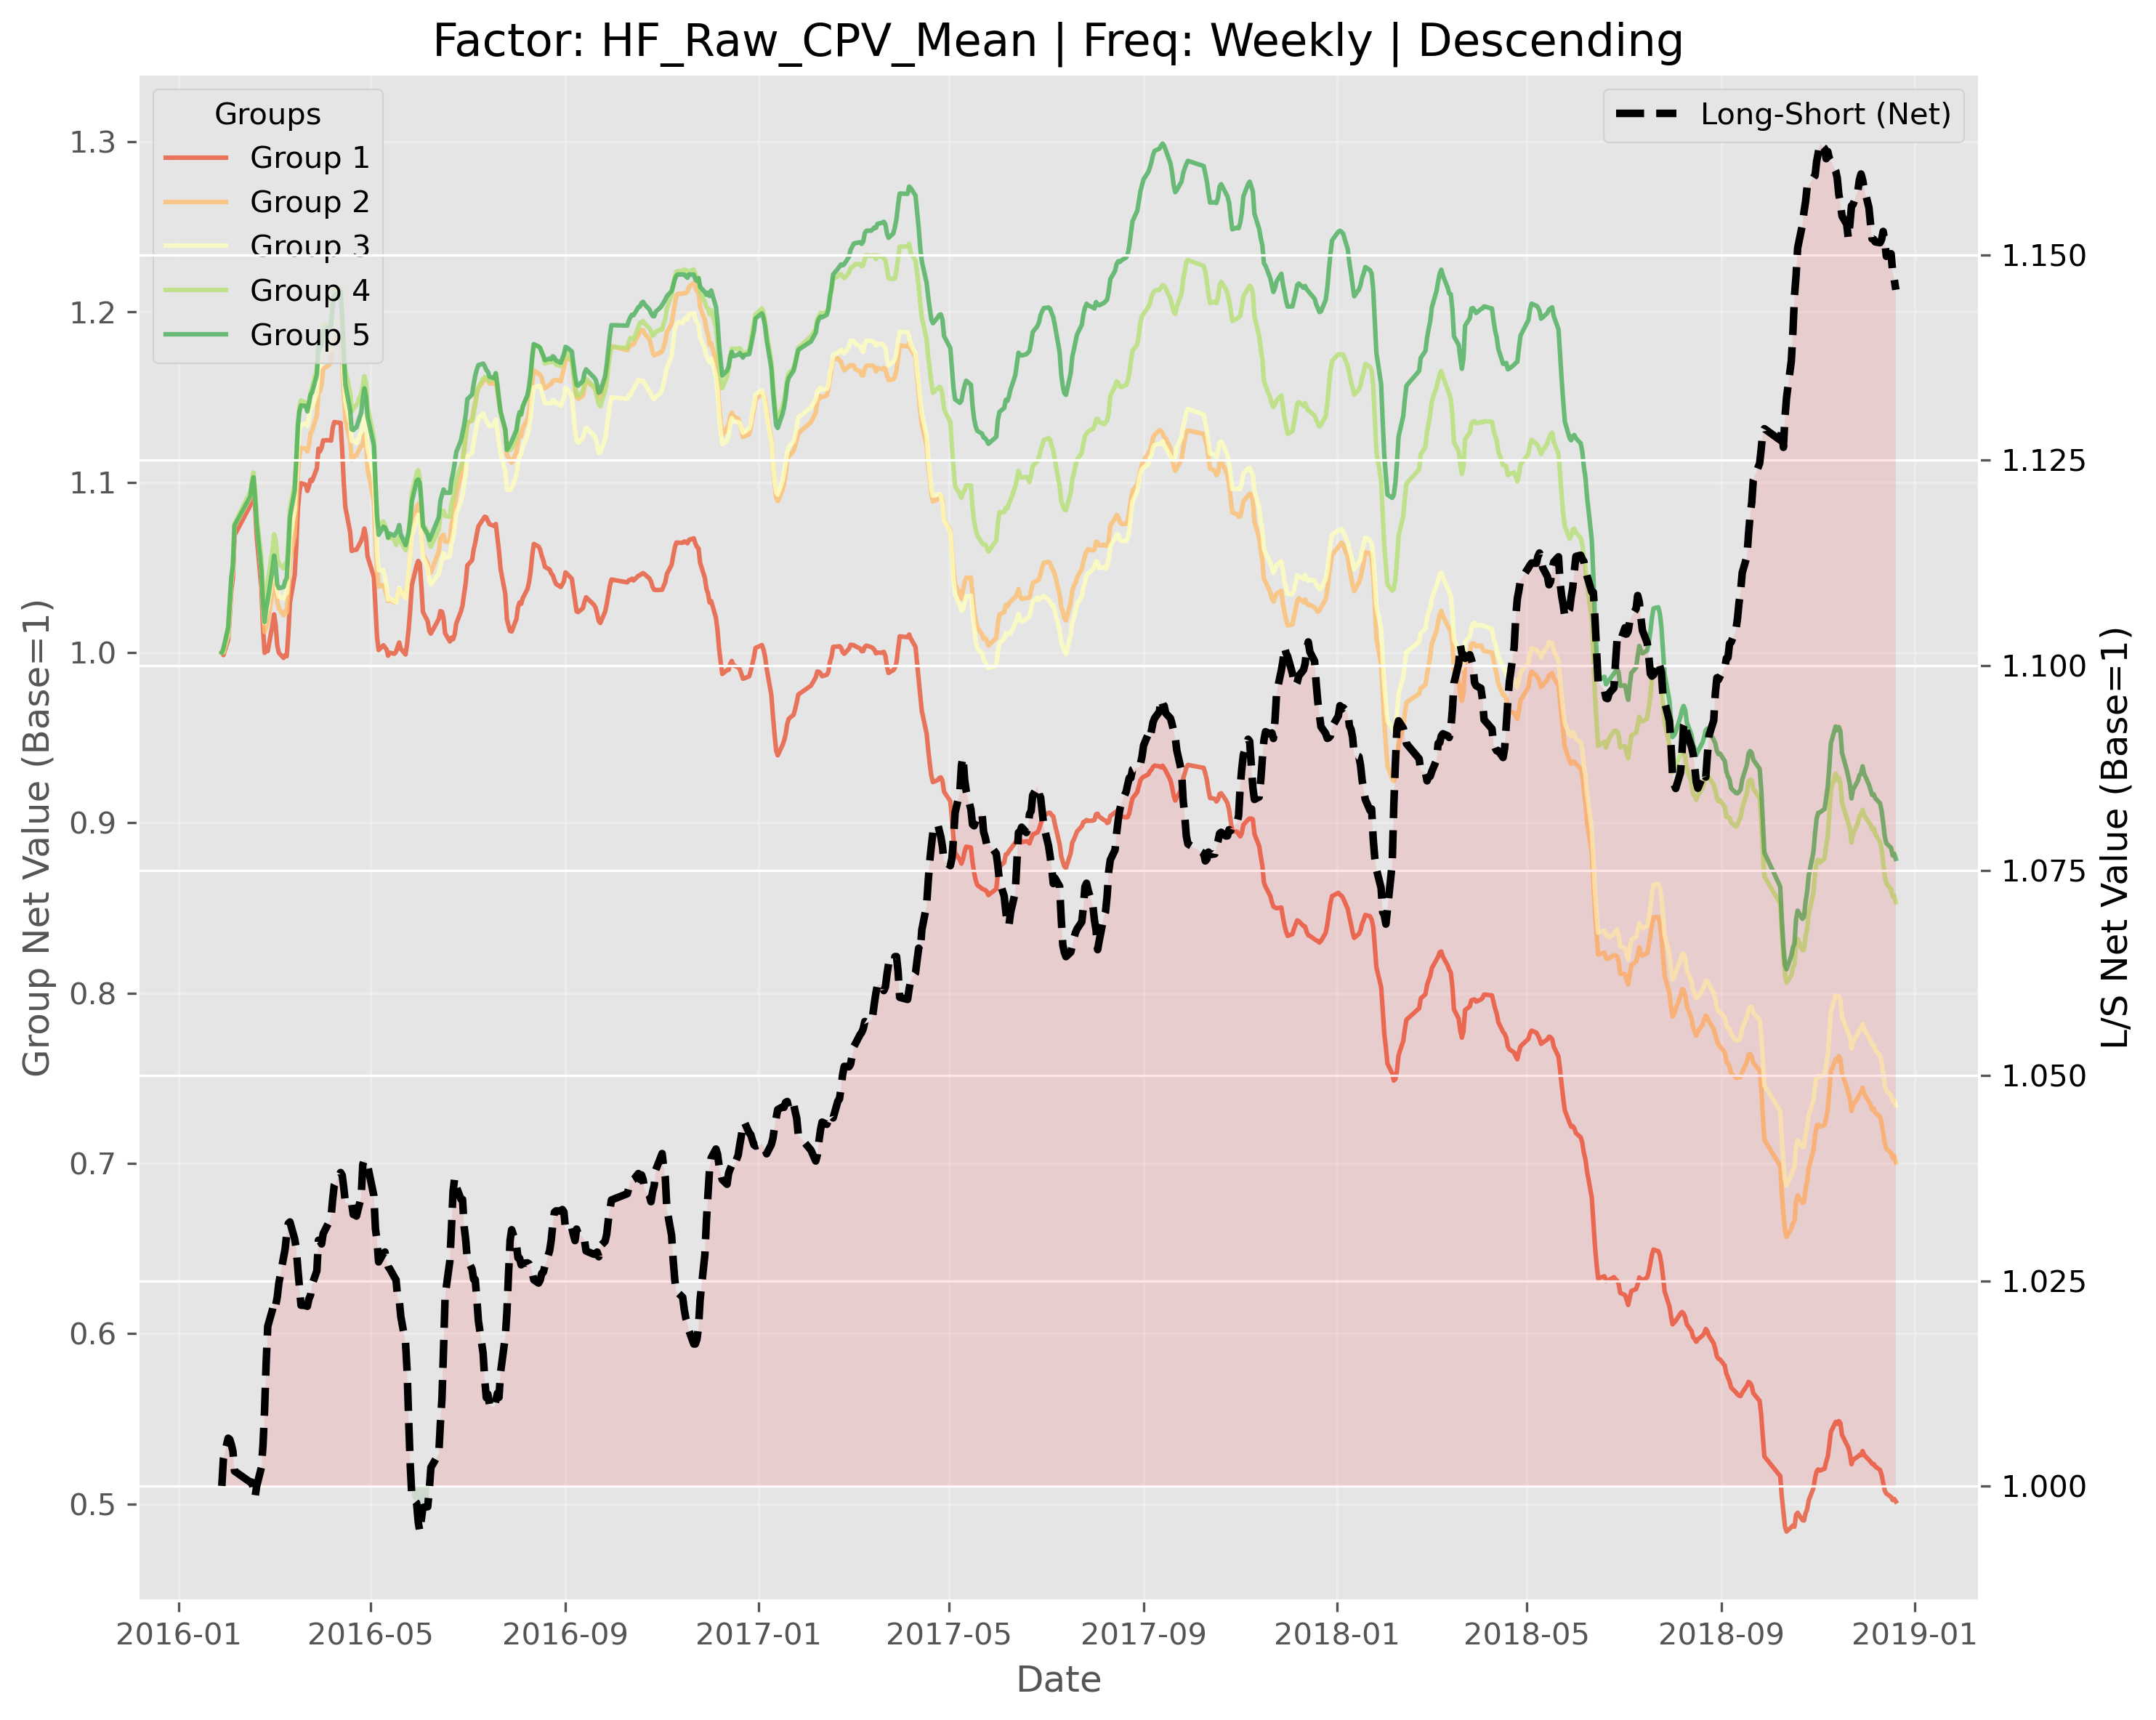 Factor: HF_Raw_CPV_Mean | Freq: Weekly | Descending
Groups
Group 1
Group 2
Group 3
Group 4
Group 5
Long-Short (Net)
Group Net Value (Base=1)
1.3
1.2
1.1
1.0
0.9
0.8
0.7
0.6
0.5
L/S Net Value (Base=1)
1.150
1.125
1.100
1.075
1.050
1.025
1.000
2016-01
2016-05
2016-09
2017-01
2017-05
2017-09
2018-01
2018-05
2018-09
2019-01
Date